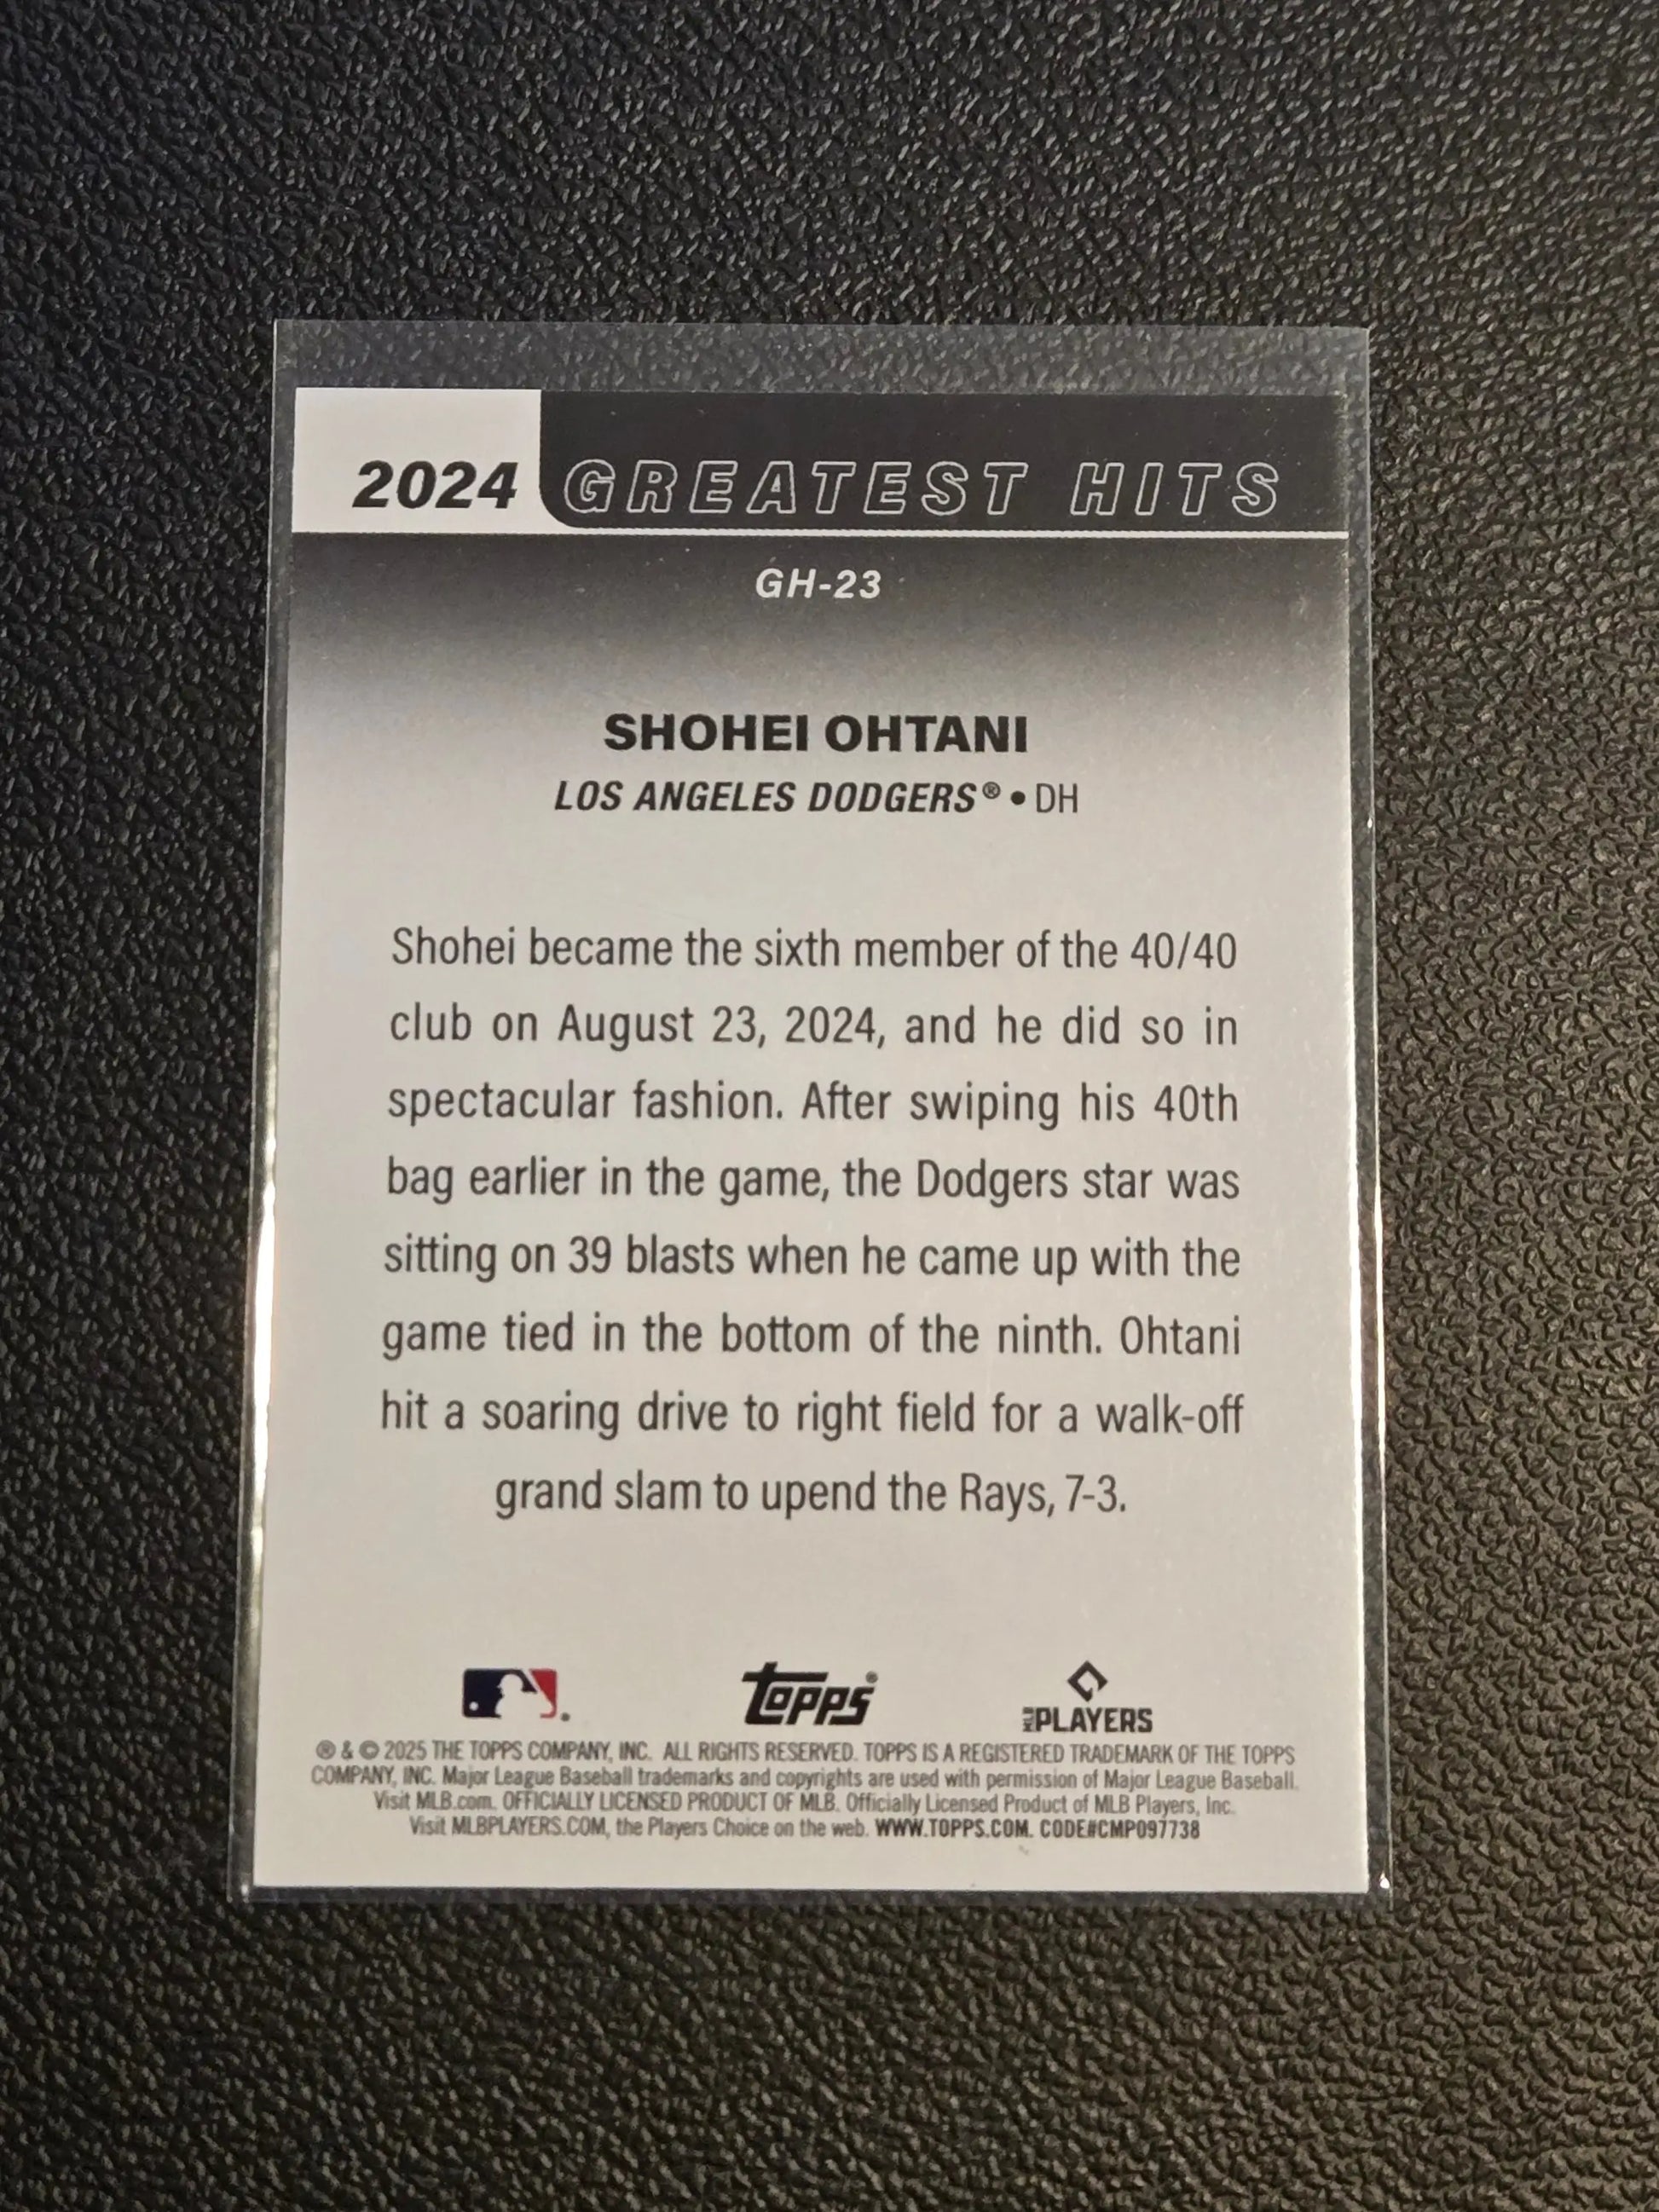 2024 GREATEST HITS
GH-23
SHOHEI OHTANI
LOS ANGELES DODGERS® • DH
Shohei became the sixth member of the 40/40
club on August 23, 2024, and he did so in
spectacular fashion. After swiping his 40th
bag earlier in the game, the Dodgers star was
sitting on 39 blasts when he came up with the
game tied in the bottom of the ninth. Ohtani
hit a soaring drive to right field for a walk-off
grand slam to upend the Rays, 7-3.
topps®
MLB PLAYERS
® & © 2025 THE TOPPS COMPANY, INC. ALL RIGHTS RESERVED. TOPPS IS A REGISTERED TRADEMARK OF THE TOPPS
COMPANY, INC. Major League Baseball trademarks and copyrights are used with permission of Major League Baseball.
Visit MLB.com. OFFICIALLY LICENSED PRODUCT OF MLB. Officially Licensed Product of MLB Players, Inc.
Visit MLBPLAYERS.COM, the Players Choice on the web. WWW.TOPPS.COM. CODE#CMP097738